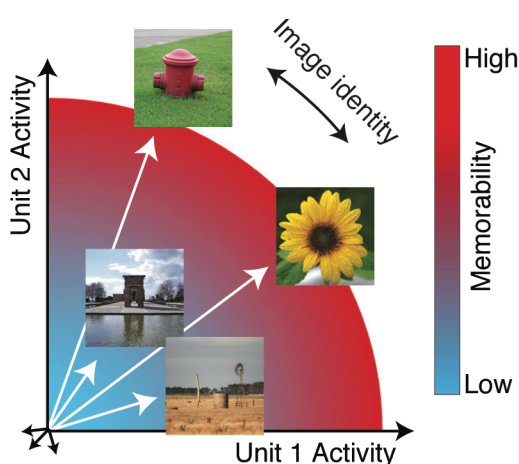 Image identity
High
Unit 2 Activity
Memorability
Low
Unit 1 Activity